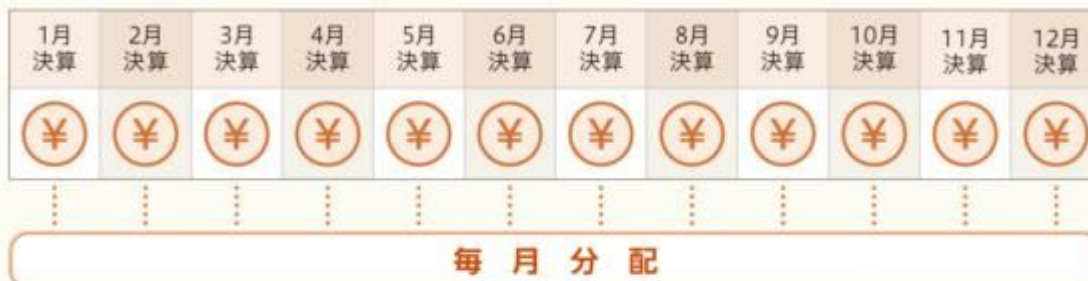 1月 2月 3月 4月 5月 6月 7月 8月 9月 10月 11月 12月
決算 決算 決算 決算 決算 決算 決算 決算 決算 決算 決算 決算
¥ ¥ ¥ ¥ ¥ ¥ ¥ ¥ ¥ ¥ ¥ ¥
毎月分配